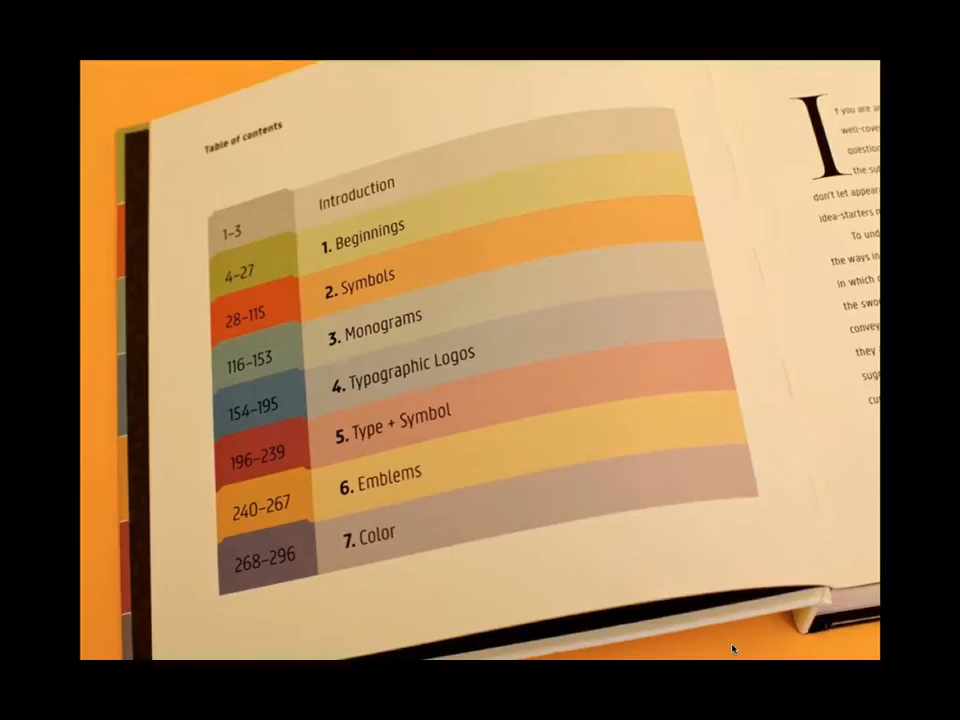 Table of contents
1–3 Introduction
4–27 1. Beginnings
28–115 2. Symbols
116–153 3. Monograms
154–195 4. Typographic Logos
196–239 5. Type + Symbol
240–267 6. Emblems
268–296 7. Color
If you are
well-cove
question
the su
don't let appear
idea-starters
To und
the ways in
in which
the swo
convey
they
sugg
cu